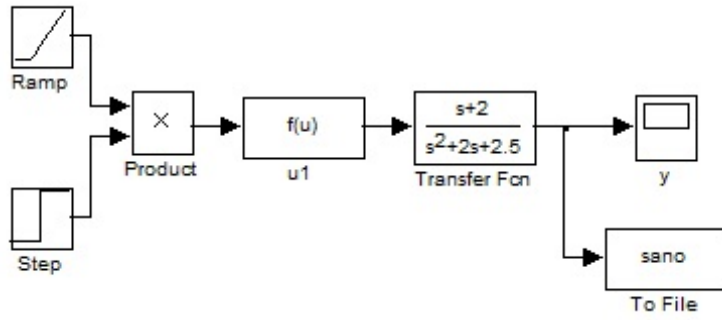 Ramp
×
Product
f(u)
u1
s+2
s²+2s+2.5
Transfer Fcn
y
Step
sano
To File